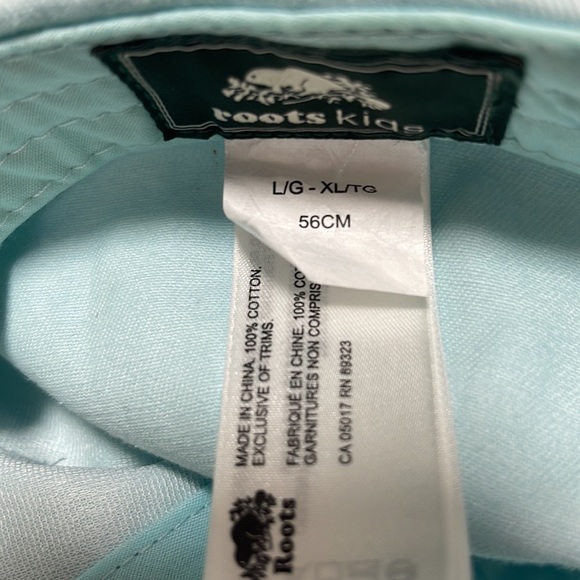 roots kids
L/G - XL/TG
56CM
MADE IN CHINA. 100% COTTON.
EXCLUSIVE OF TRIMS.
FABRIQUÉ EN CHINE. 100% CO
GARNITURES NON COMPRIS
CA 05017 RN 89323
Roots